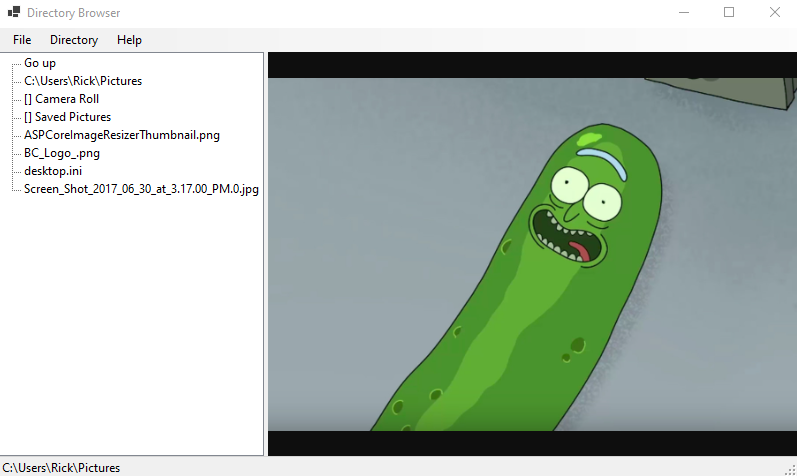 Directory Browser
File Directory Help
Go up
C:\Users\Rick\Pictures
[] Camera Roll
[] Saved Pictures
ASPCoreImageResizerThumbnail.png
BC_Logo_.png
desktop.ini
Screen_Shot_2017_06_30_at_3.17.00_PM.0.jpg
C:\Users\Rick\Pictures